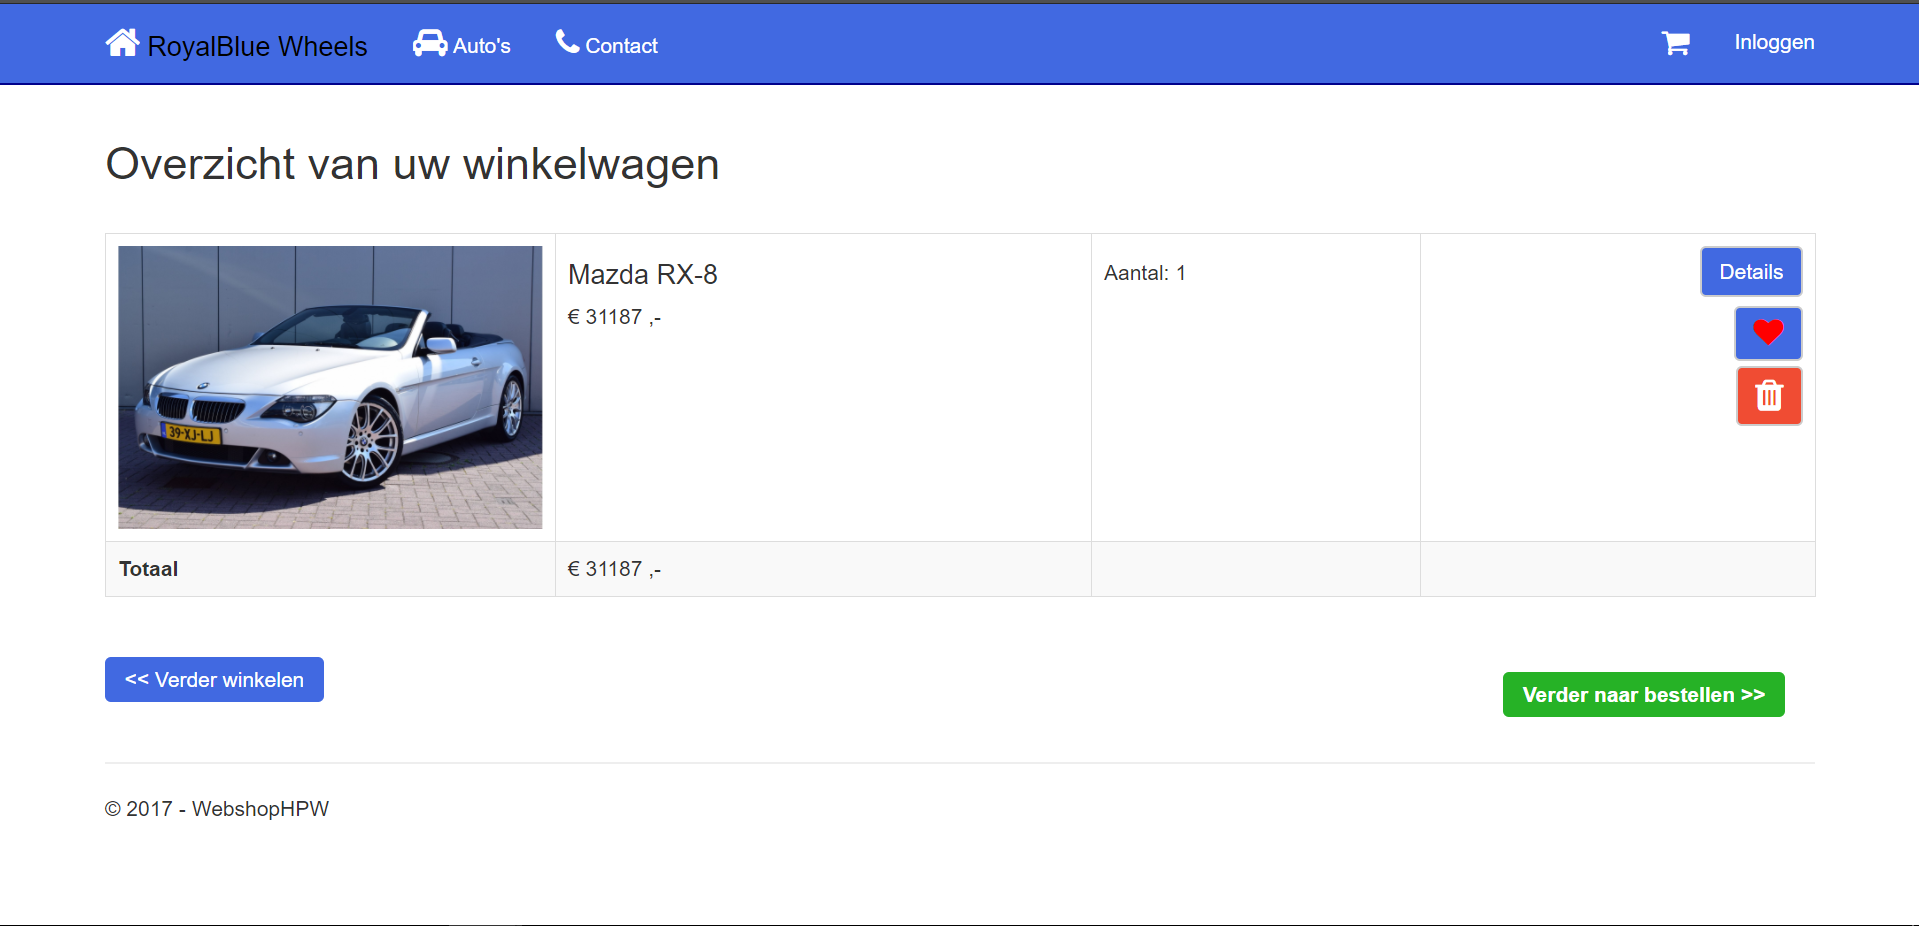 RoyalBlue Wheels Auto's Contact Inloggen
Overzicht van uw winkelwagen
Mazda RX-8 Aantal: 1 Details
€ 31187 ,-
39-XJ-LJ
Totaal € 31187 ,-
<< Verder winkelen
Verder naar bestellen >>
© 2017 - WebshopHPW